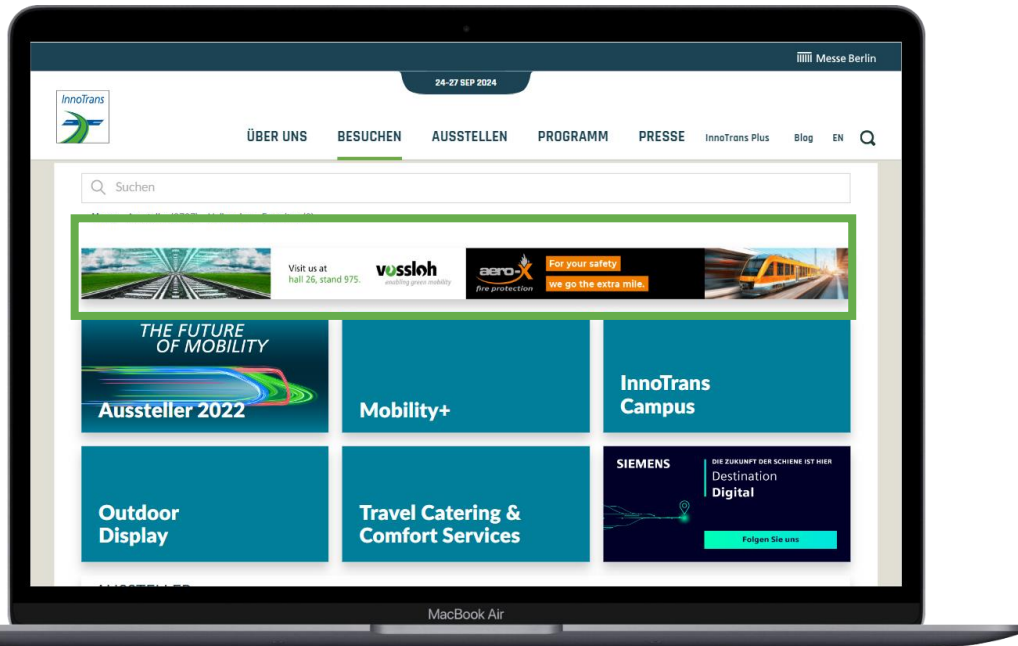 Messe Berlin
24-27 SEP 2024
InnoTrans
ÜBER UNS BESUCHEN AUSSTELLEN PROGRAMM PRESSE InnoTrans Plus Blog EN
Suchen
Visit us at
hall 26, stand 975.
vossloh
enabling green mobility
aero-X
fire protection
For your safety
we go the extra mile.
THE FUTURE
OF MOBILITY
Aussteller 2022
Mobility+
InnoTrans
Campus
Outdoor
Display
Travel Catering &
Comfort Services
SIEMENS
DIE ZUKUNFT DER SCHIENE IST HIER
Destination
Digital
Folgen Sie uns
MacBook Air